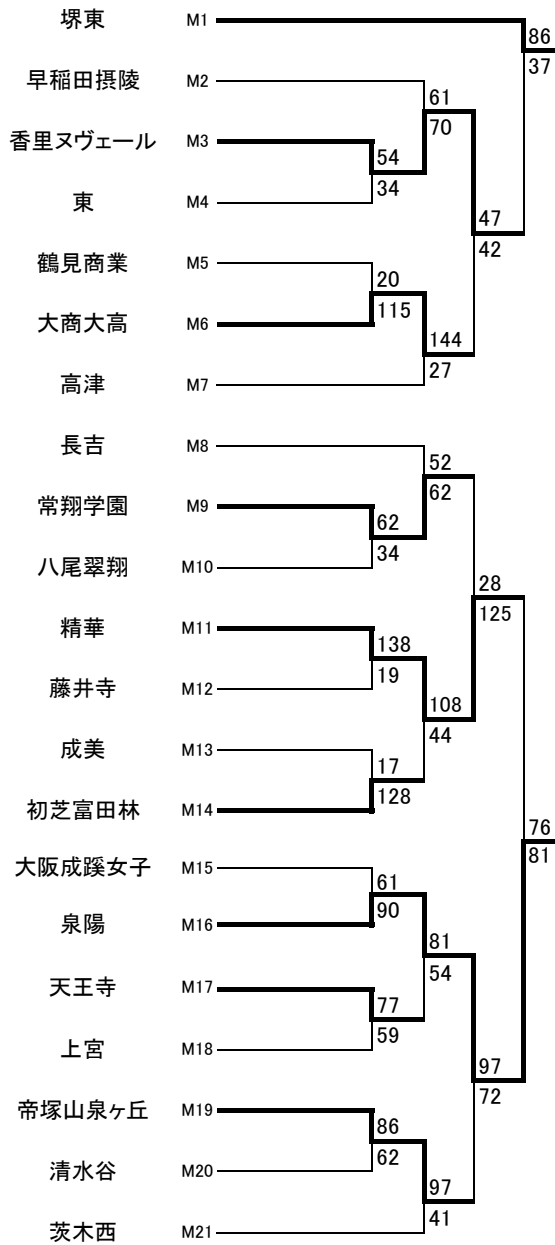 堺東 M1
86
37
早稲田摂陵 M2
61
70
香里ヌヴェール M3
54
34
東 M4
47
42
鶴見商業 M5
20
115
大商大高 M6
144
27
高津 M7
長吉 M8
52
62
常翔学園 M9
62
34
八尾翠翔 M10
28
125
精華 M11
138
19
藤井寺 M12
108
44
成美 M13
17
128
初芝富田林 M14
76
81
大阪成蹊女子 M15
61
90
泉陽 M16
81
54
天王寺 M17
77
59
上宮 M18
97
72
帝塚山泉ヶ丘 M19
86
62
清水谷 M20
97
41
茨木西 M21